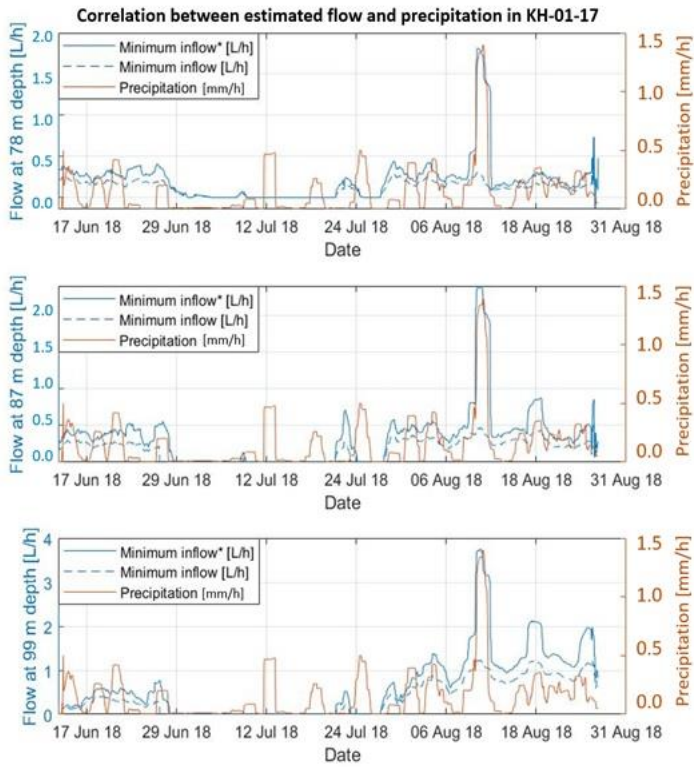 Correlation between estimated flow and precipitation in KH-01-17
Flow at 78 m depth [L/h]
2.0
1.5
1.0
0.5
0.0
Minimum inflow* [L/h]
Minimum inflow [L/h]
Precipitation [mm/h]
1.5
1.0
0.5
0.0
Precipitation [mm/h]
17 Jun 18 29 Jun 18 12 Jul 18 24 Jul 18 06 Aug 18 18 Aug 18 31 Aug 18
Date
Flow at 87 m depth [L/h]
2.0
1.5
1.0
0.5
0.0
Minimum inflow* [L/h]
Minimum inflow [L/h]
Precipitation [mm/h]
1.5
1.0
0.5
0.0
Precipitation [mm/h]
17 Jun 18 29 Jun 18 12 Jul 18 24 Jul 18 06 Aug 18 18 Aug 18 31 Aug 18
Date
Flow at 99 m depth [L/h]
4
3
2
1
0
Minimum inflow* [L/h]
Minimum inflow [L/h]
Precipitation [mm/h]
1.5
1.0
0.5
0.0
Precipitation [mm/h]
17 Jun 18 29 Jun 18 12 Jul 18 24 Jul 18 06 Aug 18 18 Aug 18 31 Aug 18
Date